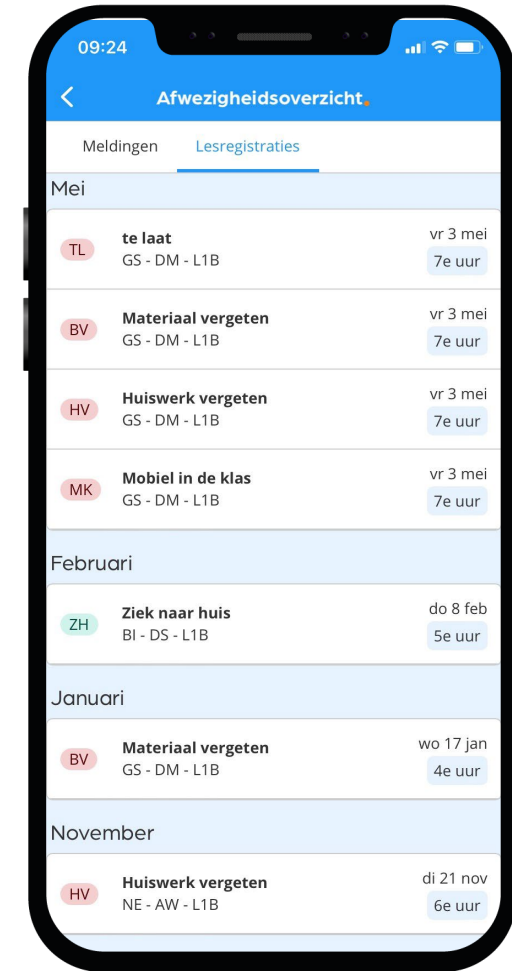 09:24
Afwezigheidsoverzicht.
Meldingen Lesregistraties
Mei
TL te laat vr 3 mei
GS - DM - L1B 7e uur
BV Materiaal vergeten vr 3 mei
GS - DM - L1B 7e uur
HV Huiswerk vergeten vr 3 mei
GS - DM - L1B 7e uur
MK Mobiel in de klas vr 3 mei
GS - DM - L1B 7e uur
Februari
ZH Ziek naar huis do 8 feb
BI - DS - L1B 5e uur
Januari
BV Materiaal vergeten wo 17 jan
GS - DM - L1B 4e uur
November
HV Huiswerk vergeten di 21 nov
NE - AW - L1B 6e uur